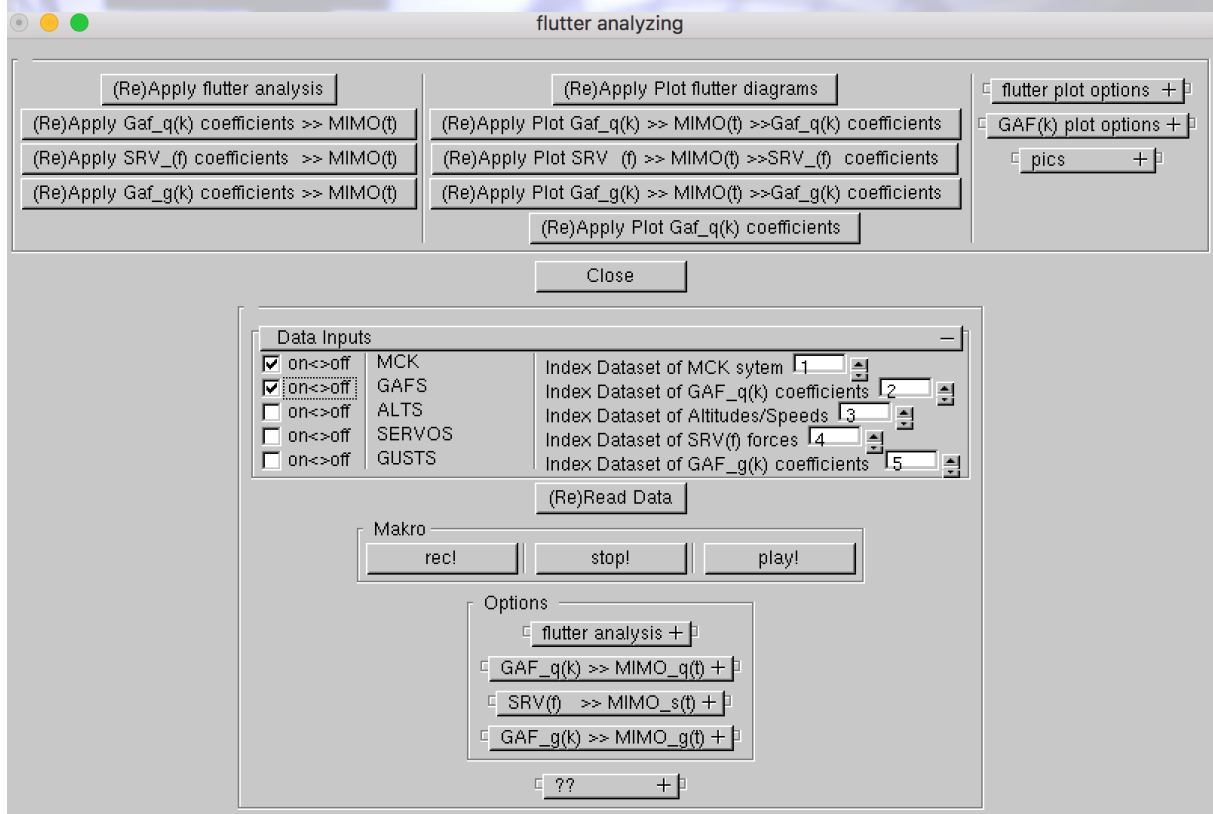 flutter analyzing
(Re)Apply flutter analysis
(Re)Apply Gaf_q(k) coefficients >> MIMO(t)
(Re)Apply SRV_(f) coefficients >> MIMO(t)
(Re)Apply Gaf_g(k) coefficients >> MIMO(t)
(Re)Apply Plot flutter diagrams
(Re)Apply Plot Gaf_q(k) >> MIMO(t) >>Gaf_q(k) coefficients
(Re)Apply Plot SRV (f) >> MIMO(t) >>SRV_(f) coefficients
(Re)Apply Plot Gaf_g(k) >> MIMO(t) >>Gaf_g(k) coefficients
(Re)Apply Plot Gaf_q(k) coefficients
flutter plot options +
GAF(k) plot options +
pics +
Close
Data Inputs −
on<>off MCK Index Dataset of MCK sytem 1
on<>off GAFS Index Dataset of GAF_q(k) coefficients 2
on<>off ALTS Index Dataset of Altitudes/Speeds 3
on<>off SERVOS Index Dataset of SRV(f) forces 4
on<>off GUSTS Index Dataset of GAF_g(k) coefficients 5
(Re)Read Data
Makro
rec! stop! play!
Options
flutter analysis +
GAF_q(k) >> MIMO_q(t) +
SRV(f) >> MIMO_s(t) +
GAF_g(k) >> MIMO_g(t) +
?? +